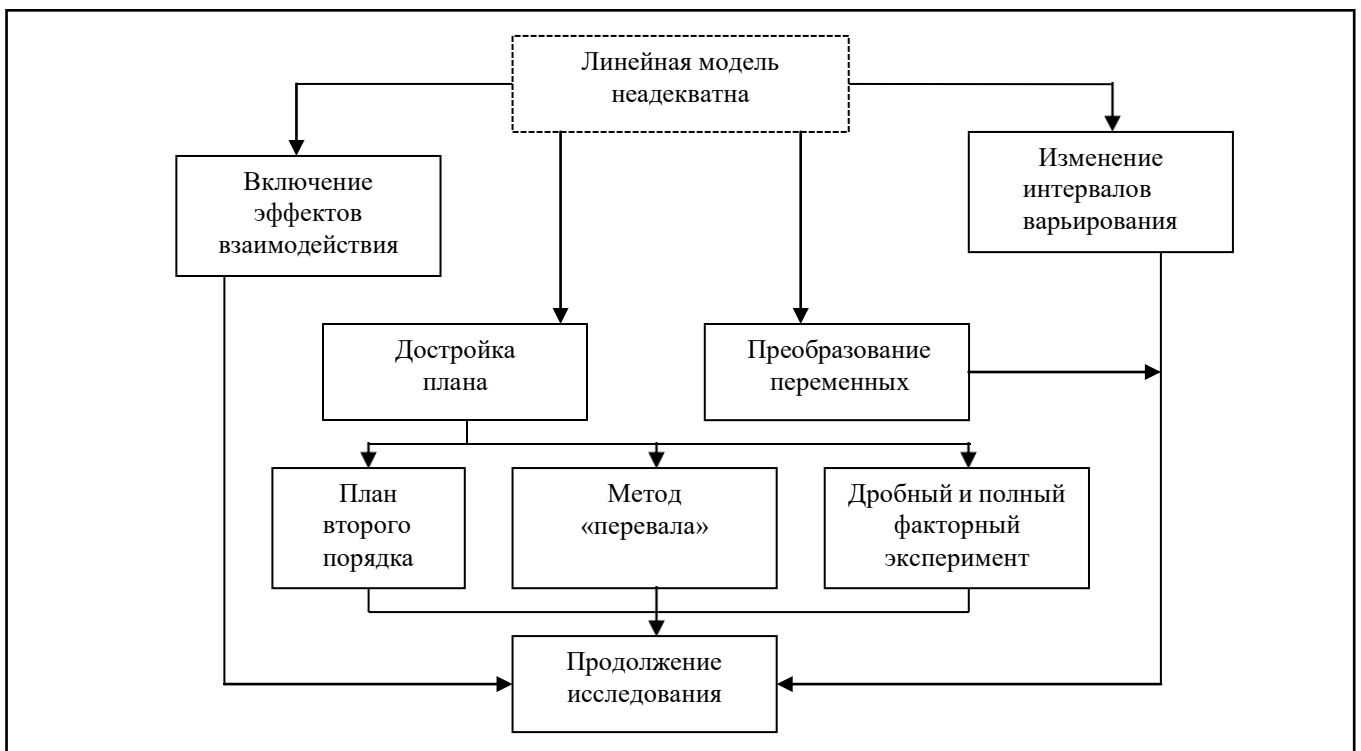 Линейная модель
неадекватна
Включение
эффектов
взаимодействия
Изменение
интервалов
варьирования
Достройка
плана
Преобразование
переменных
План
второго
порядка
Метод
«перевала»
Дробный и полный
факторный
эксперимент
Продолжение
исследования